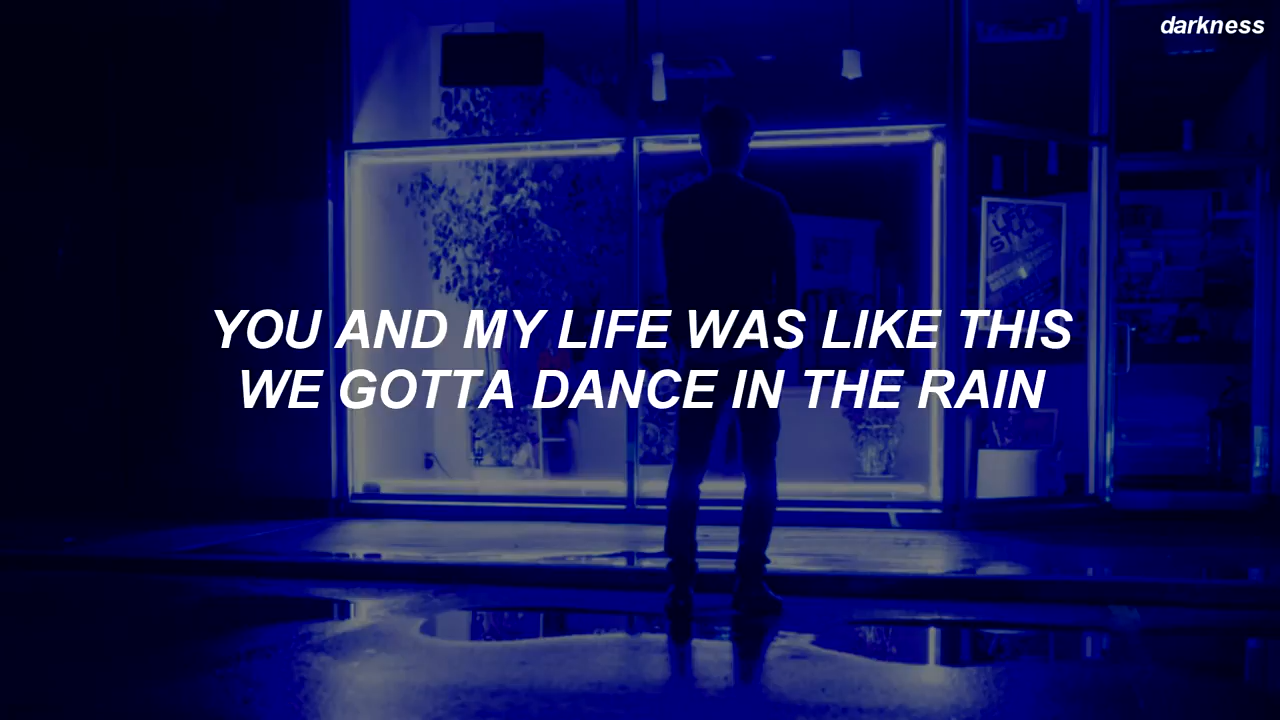 darkness
YOU AND MY LIFE WAS LIKE THIS
WE GOTTA DANCE IN THE RAIN